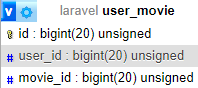 v laravel user_movie
id : bigint(20) unsigned
# user_id : bigint(20) unsigned
# movie_id : bigint(20) unsigned